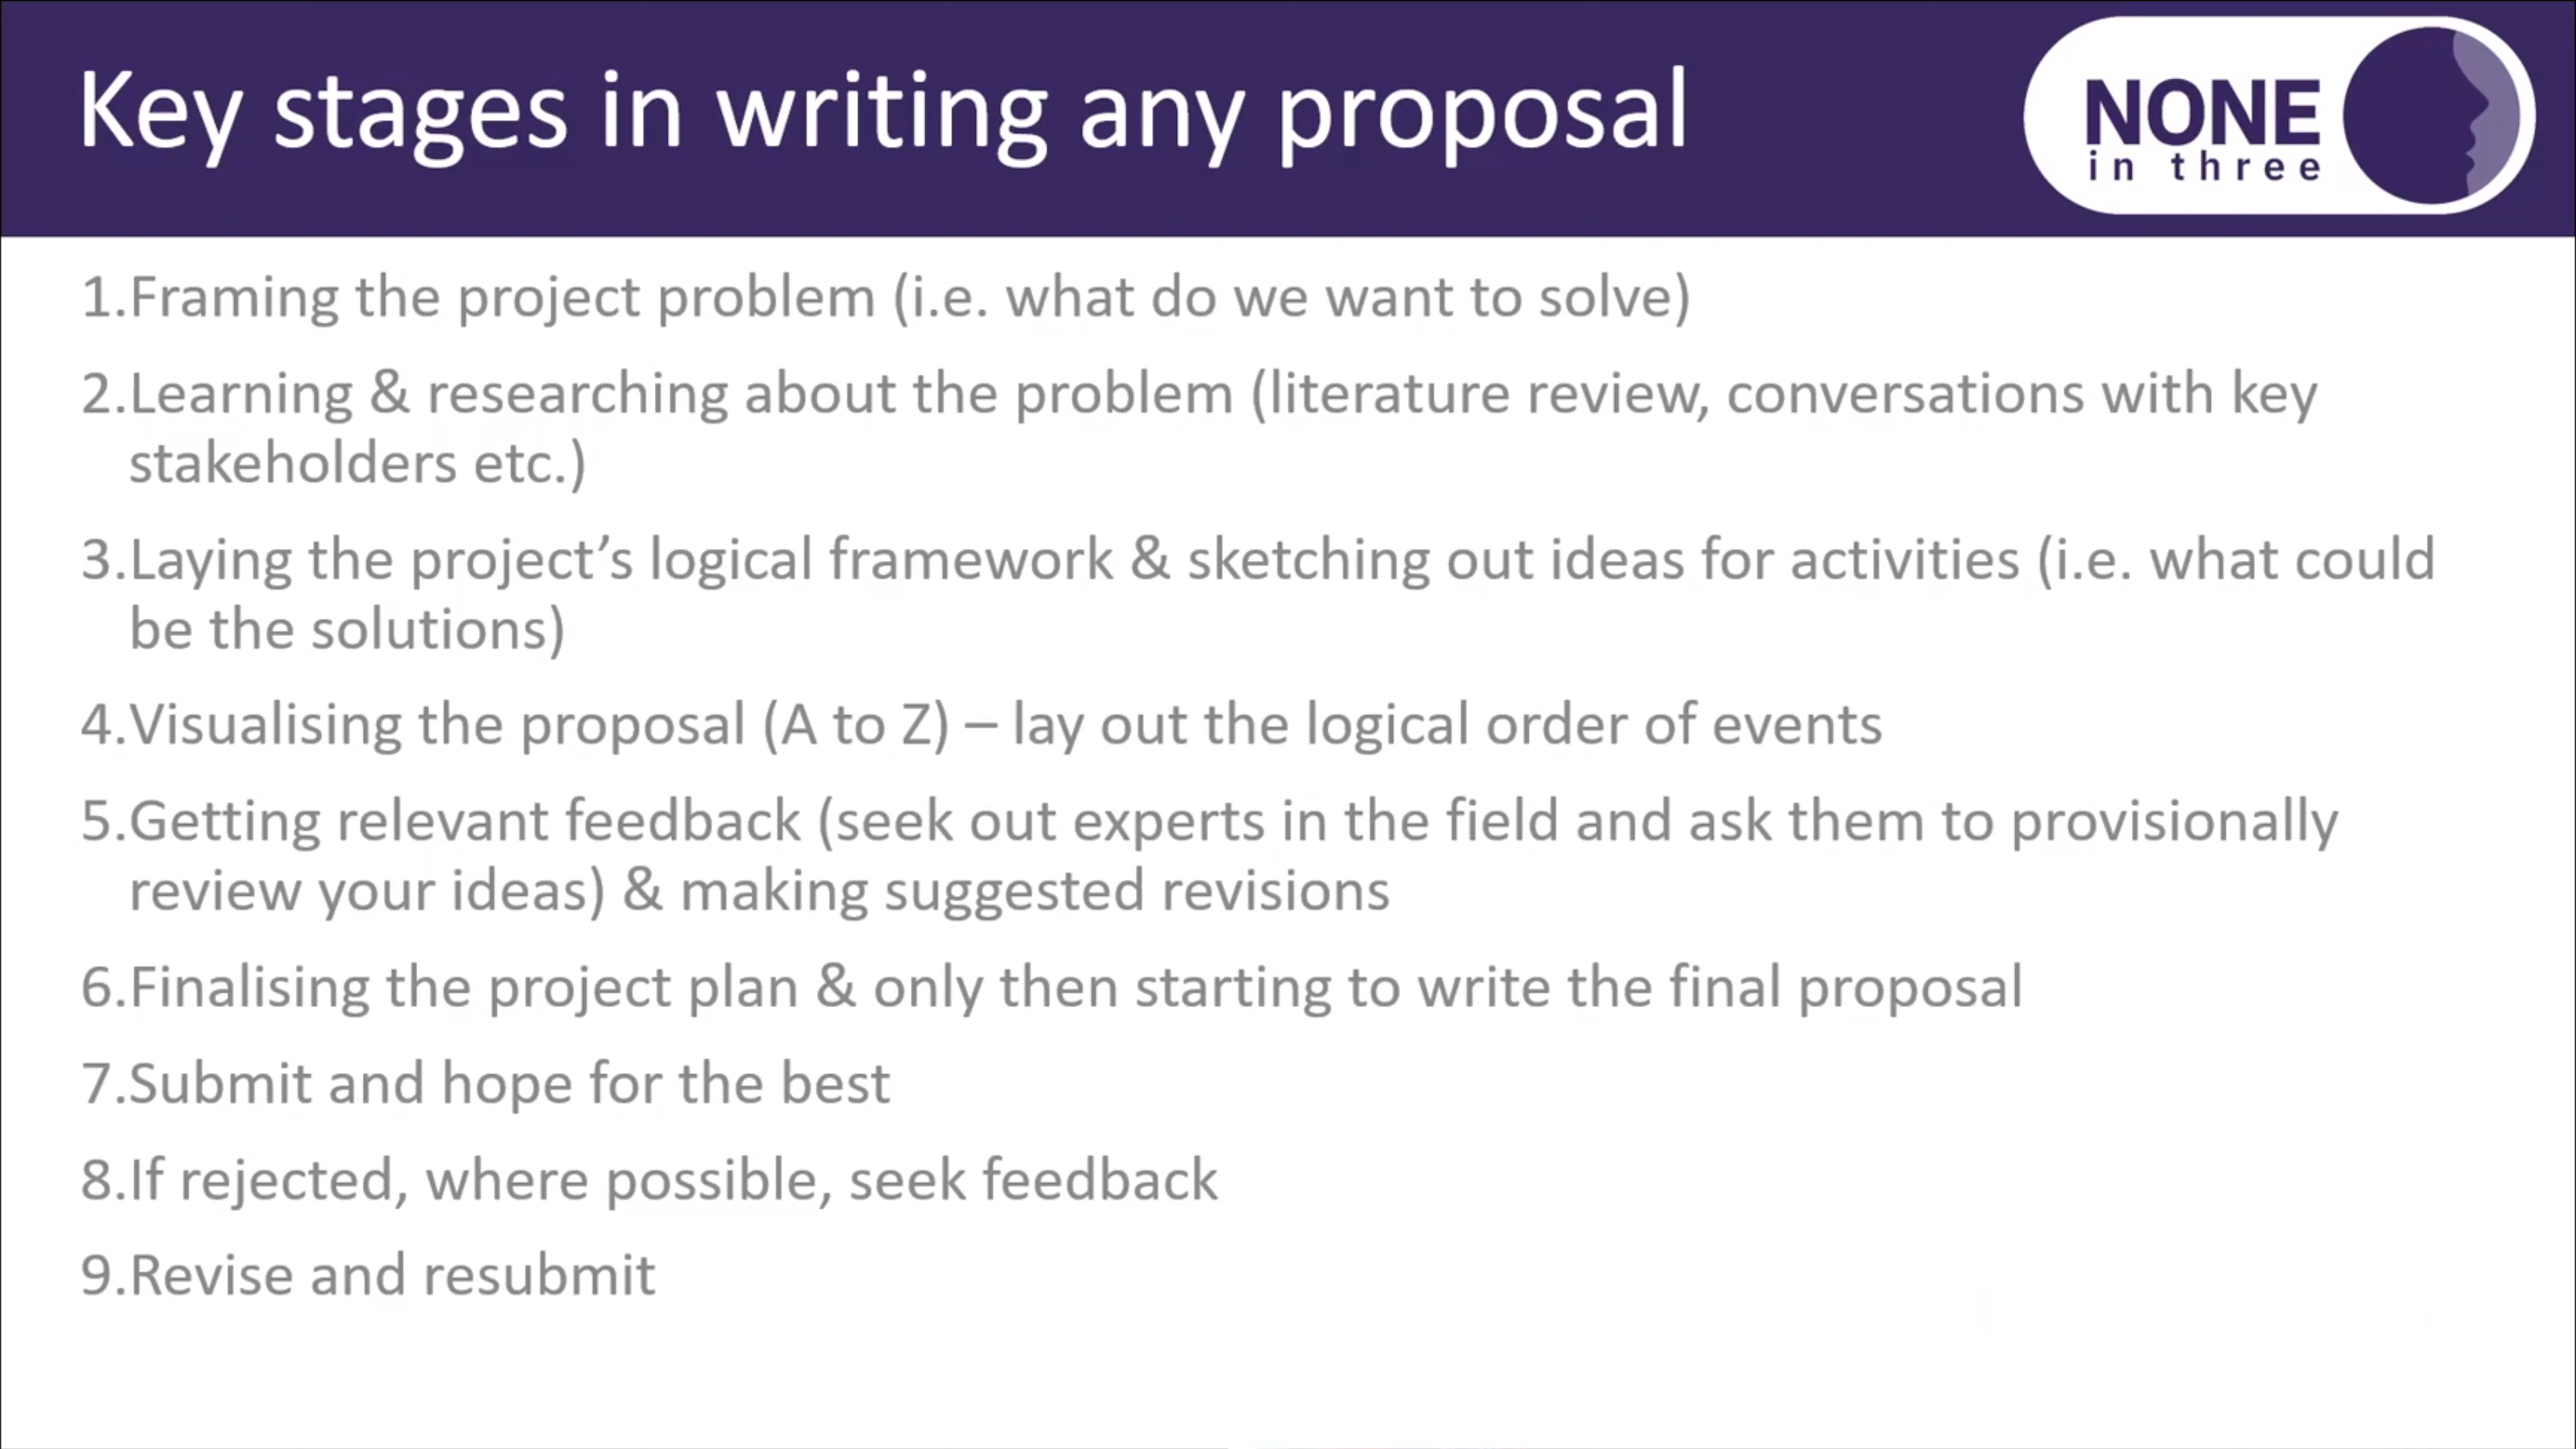 Key stages in writing any proposal
NONE
in three
1.Framing the project problem (i.e. what do we want to solve)
2.Learning & researching about the problem (literature review, conversations with key
stakeholders etc.)
3.Laying the project’s logical framework & sketching out ideas for activities (i.e. what could
be the solutions)
4.Visualising the proposal (A to Z) – lay out the logical order of events
5.Getting relevant feedback (seek out experts in the field and ask them to provisionally
review your ideas) & making suggested revisions
6.Finalising the project plan & only then starting to write the final proposal
7.Submit and hope for the best
8.If rejected, where possible, seek feedback
9.Revise and resubmit